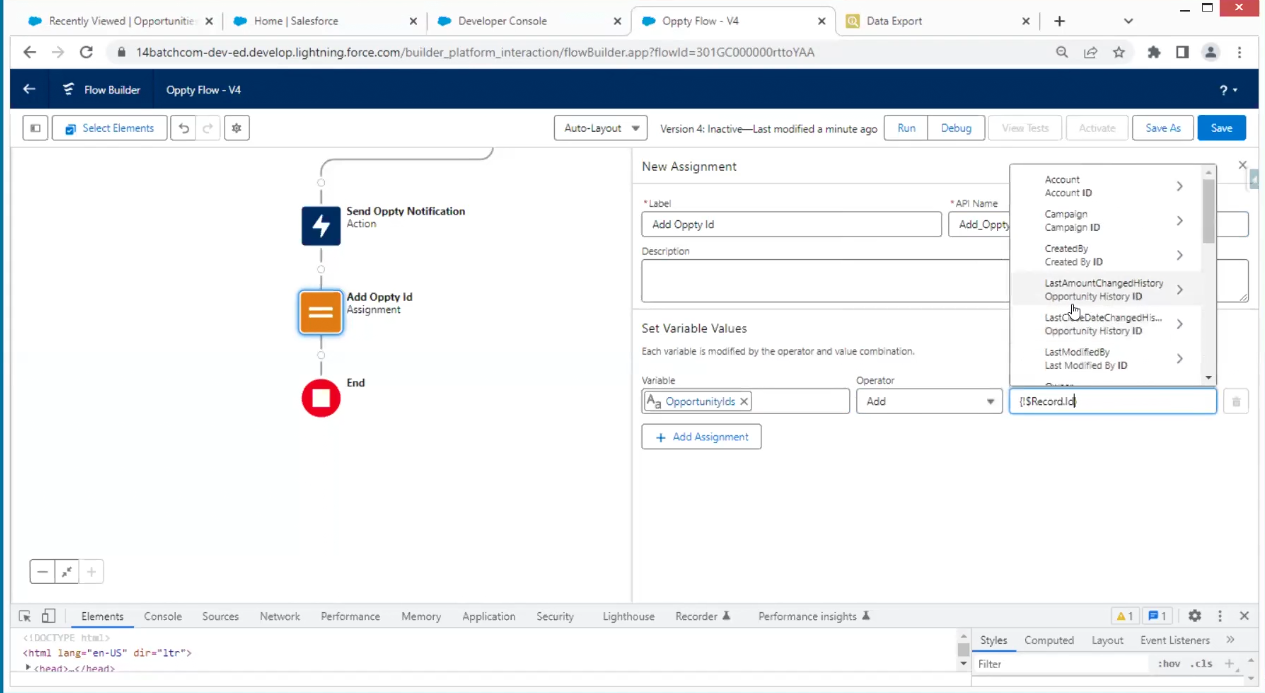 Recently Viewed | Opportunities
Home | Salesforce
Developer Console
Oppty Flow - V4
Data Export
14batchcom-dev-ed.develop.lightning.force.com/builder_platform_interaction/flowBuilder.app?flowId=301GC000000rttoYAA
Flow Builder
Oppty Flow - V4
?
Select Elements
Auto-Layout
Version 4: Inactive—Last modified a minute ago
Run
Debug
View Tests
Activate
Save As
Save
Send Oppty Notification
Action
Add Oppty Id
Assignment
End
New Assignment
*Label
*API Name
Add Oppty Id
Add_Oppty
Description
Account
Account ID
Campaign
Campaign ID
CreatedBy
Created By ID
LastAmountChangedHistory
Opportunity History ID
LastCloseDateChangedHis...
Opportunity History ID
LastModifiedBy
Last Modified By ID
Owner
Set Variable Values
Each variable is modified by the operator and value combination.
Variable
Operator
Aa OpportunityIds
Add
{!$Record.Id}
+ Add Assignment
Elements
Console
Sources
Network
Performance
Memory
Application
Security
Lighthouse
Recorder
Performance insights
1
1
<!DOCTYPE html>
<html lang="en-US" dir="ltr">
<head>…</head>
Styles
Computed
Layout
Event Listeners
Filter
:hov .cls